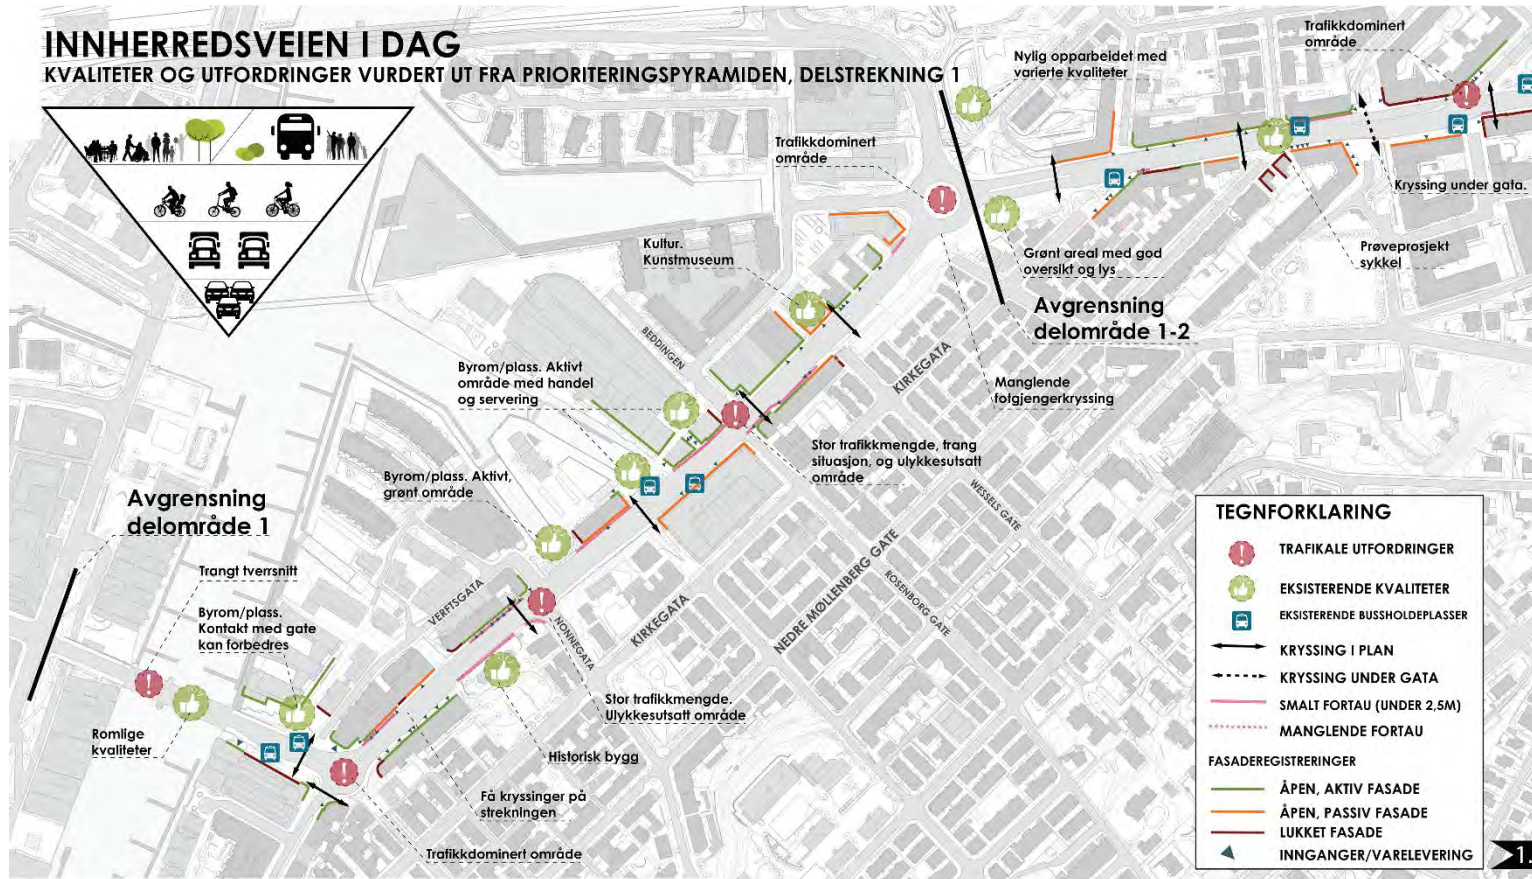 INNHERREDSVEIEN I DAG
KVALITETER OG UTFORDRINGER VURDERT UT FRA PRIORITERINGSPYRAMIDEN, DELSTREKNING 1
Trafikkdominert
område
Nylig opparbeidet med
varierte kvaliteter
Trafikkdominert
område
Kryssing under gata.
Prøveprosjekt
sykkel
Grønt areal med god
oversikt og lys
Avgrensning
delområde 1-2
Kultur.
Kunstmuseum
BEDDINGEN
KIRKEGATA
Manglende
fotgjengerkryssing
Byrom/plass. Aktivt
område med handel
og servering
Stor trafikkmengde, trang
situasjon, og ulykkesutsatt
område
Byrom/plass. Aktivt,
grønt område
WESSELS GATE
NEDRE MØLLENBERG GATE
ROSENBORG GATE
Avgrensning
delområde 1
Trangt tverrsnitt
Byrom/plass.
Kontakt med gate
kan forbedres
VERFTSGATA
NONNEGATA
KIRKEGATA
Stor trafikkmengde.
Ulykkesutsatt område
Romlige
kvaliteter
Historisk bygg
Få kryssinger på
strekningen
Trafikkdominert område
TEGNFORKLARING
TRAFIKALE UTFORDRINGER
EKSISTERENDE KVALITETER
EKSISTERENDE BUSSHOLDEPLASSER
KRYSSING I PLAN
KRYSSING UNDER GATA
SMALT FORTAU (UNDER 2,5M)
MANGLENDE FORTAU
FASADEREGISTRERINGER
ÅPEN, AKTIV FASADE
ÅPEN, PASSIV FASADE
LUKKET FASADE
INNGANGER/VARELEVERING